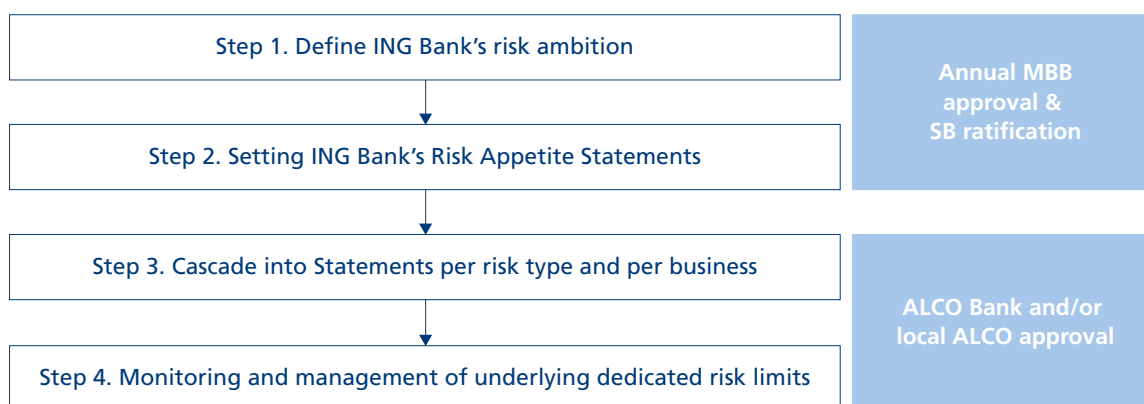 Step 1. Define ING Bank’s risk ambition
Annual MBB
approval &
SB ratification
Step 2. Setting ING Bank’s Risk Appetite Statements
Step 3. Cascade into Statements per risk type and per business
ALCO Bank and/or
local ALCO approval
Step 4. Monitoring and management of underlying dedicated risk limits